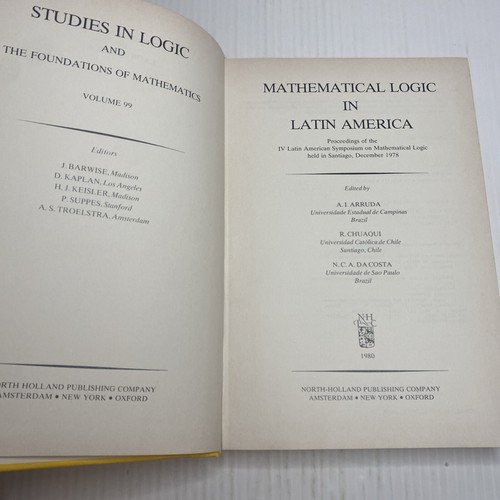 STUDIES IN LOGIC
AND
THE FOUNDATIONS OF MATHEMATICS
VOLUME 99
Editors
J. BARWISE, Madison
D. KAPLAN, Los Angeles
H. J. KEISLER, Madison
P. SUPPES, Stanford
A. S. TROELSTRA, Amsterdam
NORTH HOLLAND PUBLISHING COMPANY
AMSTERDAM • NEW YORK • OXFORD
MATHEMATICAL LOGIC
IN
LATIN AMERICA
Proceedings of the
IV Latin American Symposium on Mathematical Logic
held in Santiago, December 1978
Edited by
A. I. ARRUDA
Universidade Estadual de Campinas
Brazil
R. CHUAQUI
Universidad Católica de Chile
Santiago, Chile
N. C. A. DA COSTA
Universidade de Sao Paulo
Brazil
1980
NORTH-HOLLAND PUBLISHING COMPANY
AMSTERDAM • NEW YORK • OXFORD